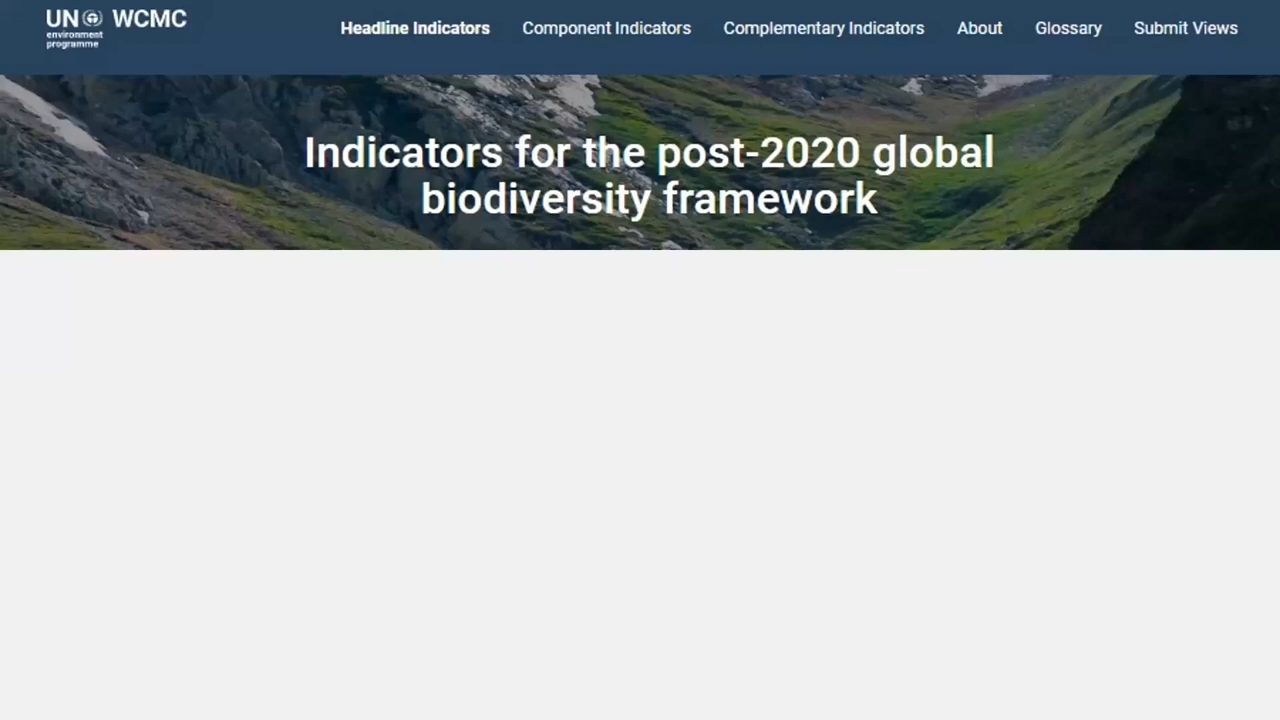 UN WCMC
environment
programme
Headline Indicators Component Indicators Complementary Indicators About Glossary Submit Views
Indicators for the post-2020 global
biodiversity framework